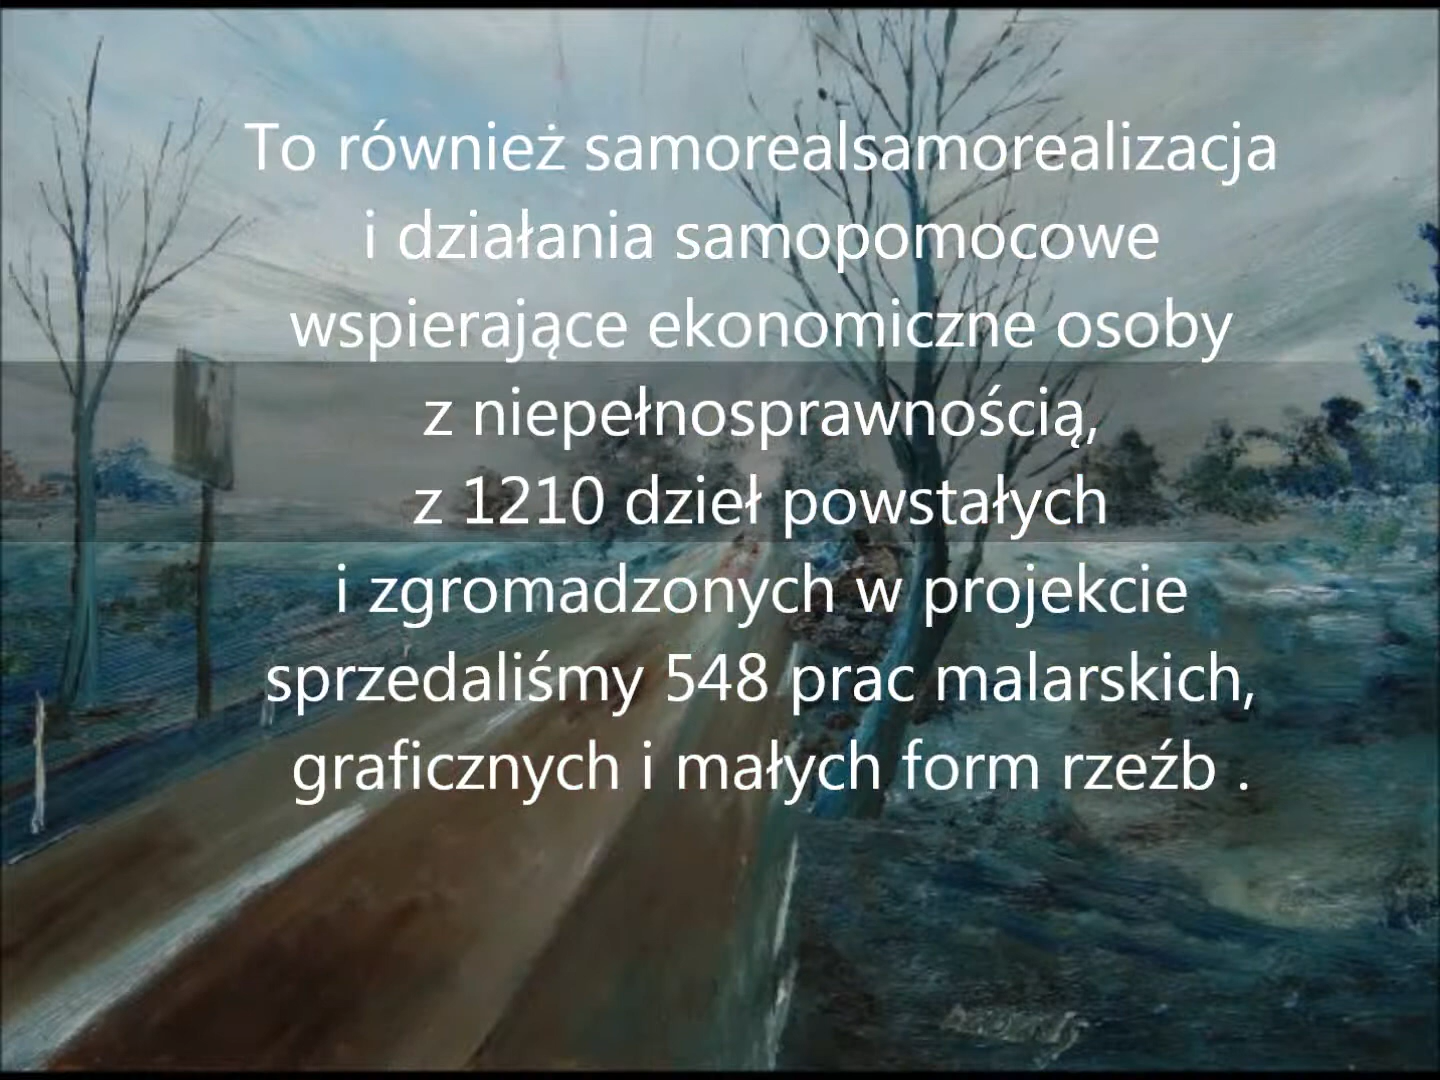 To również samorealsamorealizacja
i działania samopomocowe
wspierające ekonomiczne osoby
z niepełnosprawnością,
z 1210 dzieł powstałych
i zgromadzonych w projekcie
sprzedaliśmy 548 prac malarskich,
graficznych i małych form rzeźb .